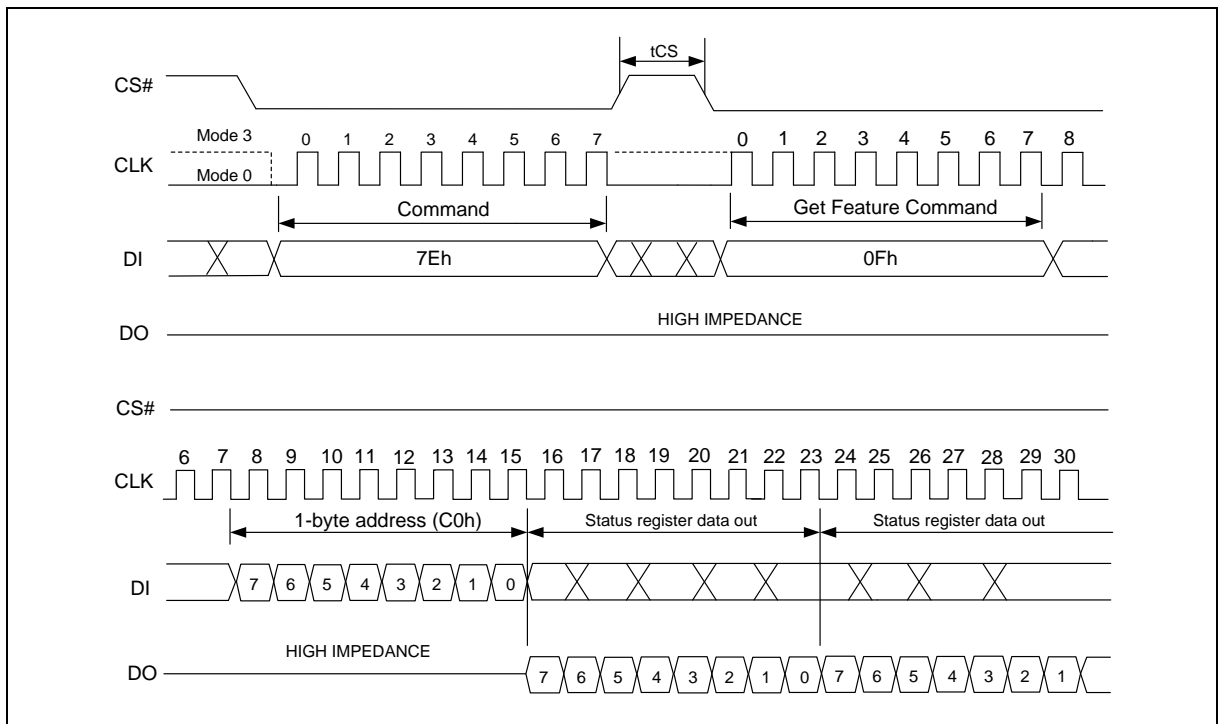 tCS
CS#
Mode 3
0 1 2 3 4 5 6 7 0 1 2 3 4 5 6 7 8
CLK
Mode 0
Command Get Feature Command
DI 7Eh 0Fh
HIGH IMPEDANCE
DO
CS#
6 7 8 9 10 11 12 13 14 15 16 17 18 19 20 21 22 23 24 25 26 27 28 29 30
CLK
1-byte address (C0h) Status register data out Status register data out
DI 7 6 5 4 3 2 1 0
HIGH IMPEDANCE
DO 7 6 5 4 3 2 1 0 7 6 5 4 3 2 1